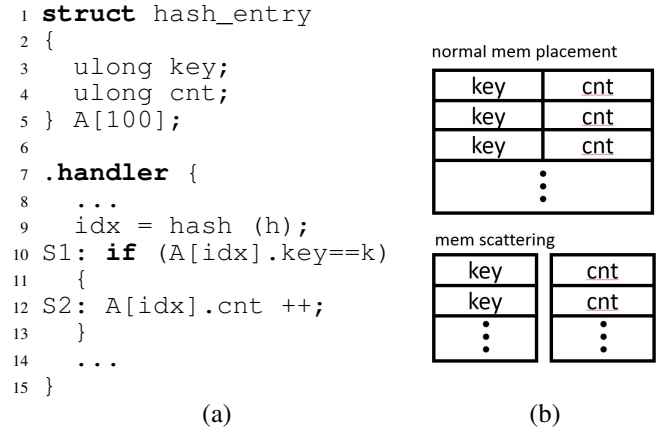 1 struct hash_entry
2 {
3 ulong key;
4 ulong cnt;
5 } A[100];
6
7 .handler {
8 ...
9 idx = hash (h);
10 S1: if (A[idx].key==k)
11 {
12 S2: A[idx].cnt ++;
13 }
14 ...
15 }
(a)
normal mem placement
key cnt
key cnt
key cnt
mem scattering
key cnt
key cnt
(b)